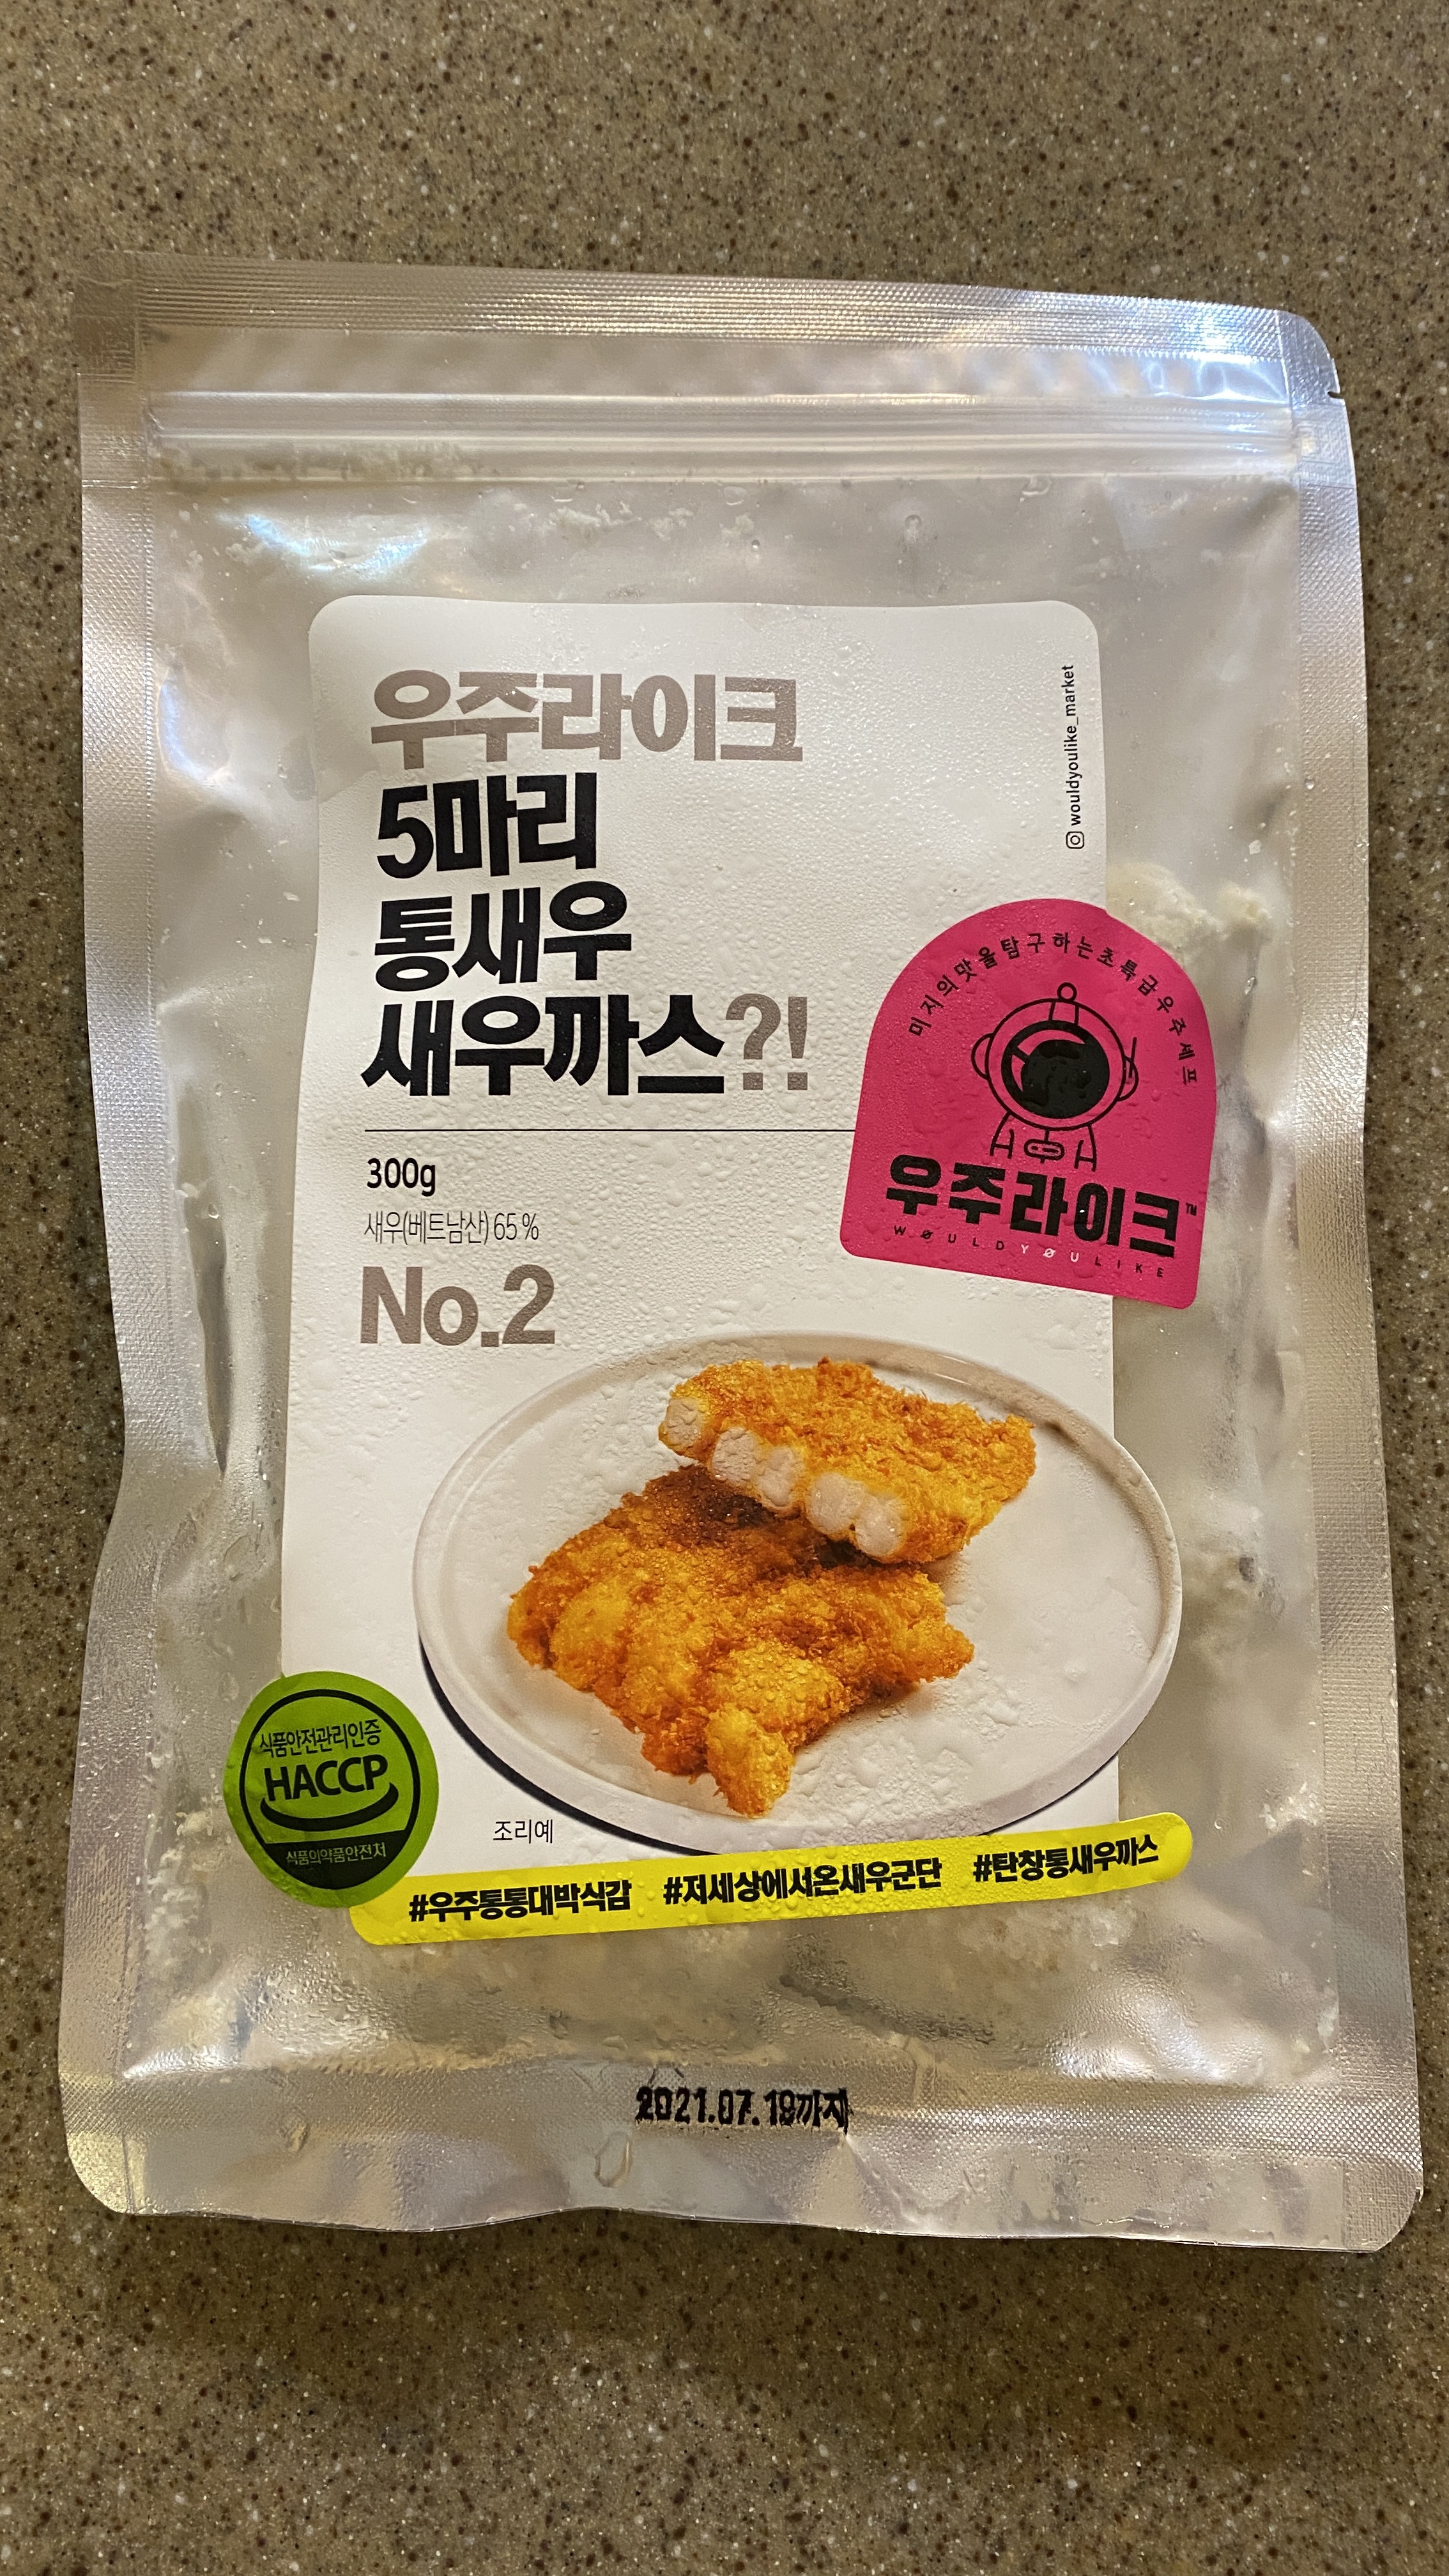 우주라이크
5마리
통새우
새우까스?!
wouldyoulike_market
300g
새우(베트남산) 65 %
No.2
미지의맛을탐구하는초특급우주셰프
우주라이크™
WØULDYØULIKE
식품안전관리인증
HACCP
식품의약품안전처
조리예
#우주통통대박식감 #저세상에서온새우군단 #탄창통새우까스
2021.07.19까지